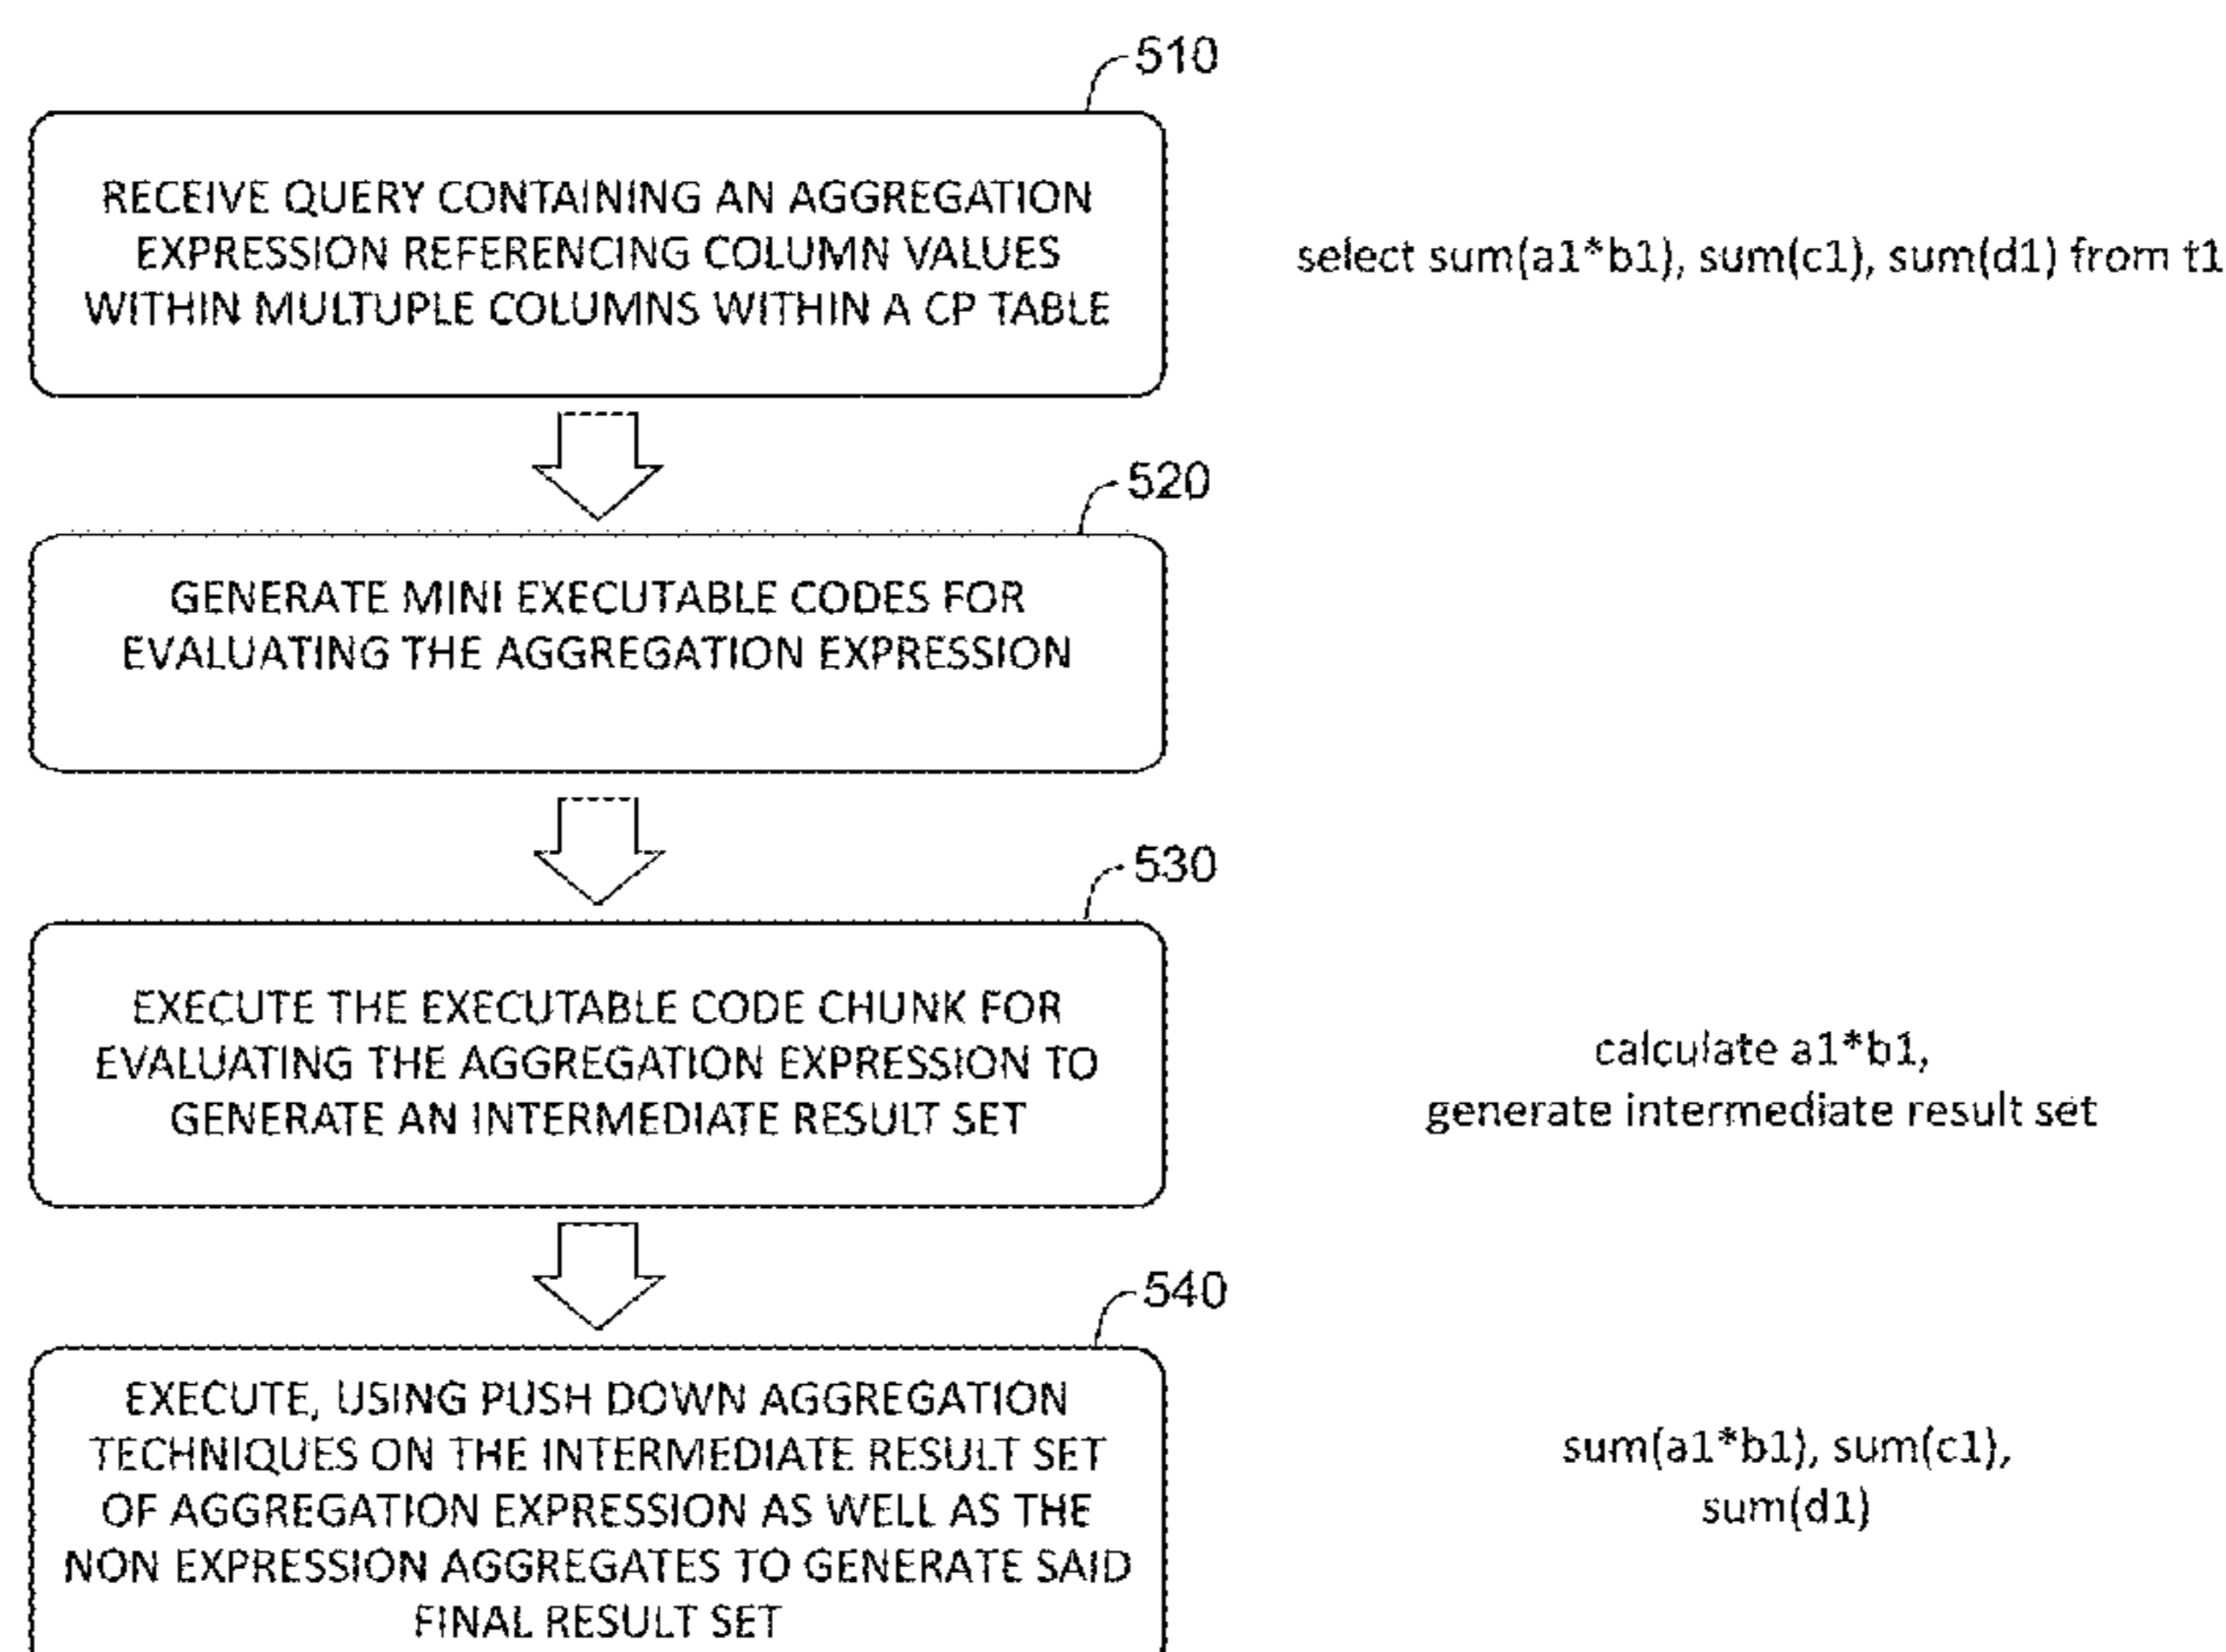 510
RECEIVE QUERY CONTAINING AN AGGREGATION
EXPRESSION REFERENCING COLUMN VALUES
WITHIN MULTUPLE COLUMNS WITHIN A CP TABLE
select sum(a1*b1), sum(c1), sum(d1) from t1
520
GENERATE MINI EXECUTABLE CODES FOR
EVALUATING THE AGGREGATION EXPRESSION
530
EXECUTE THE EXECUTABLE CODE CHUNK FOR
EVALUATING THE AGGREGATION EXPRESSION TO
GENERATE AN INTERMEDIATE RESULT SET
calculate a1*b1,
generate intermediate result set
540
EXECUTE, USING PUSH DOWN AGGREGATION
TECHNIQUES ON THE INTERMEDIATE RESULT SET
OF AGGREGATION EXPRESSION AS WELL AS THE
NON EXPRESSION AGGREGATES TO GENERATE SAID
FINAL RESULT SET
sum(a1*b1), sum(c1),
sum(d1)